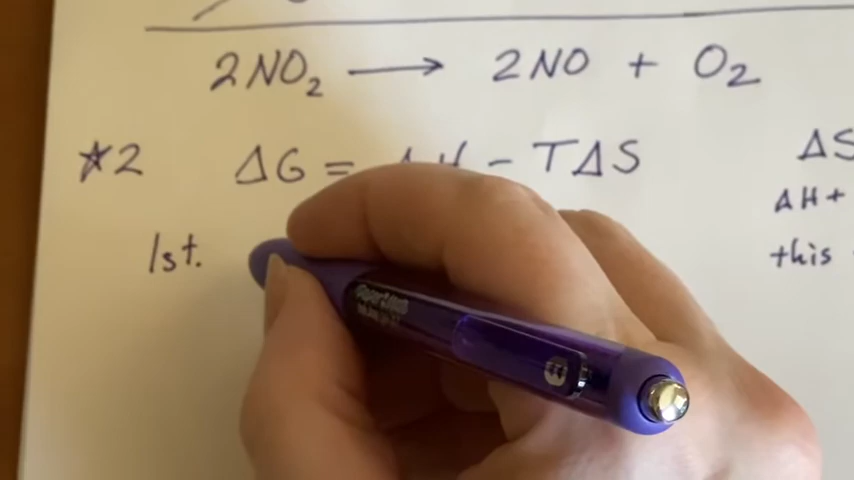 2NO₂ → 2NO + O₂
*2 ΔG = ΔH - TΔS
1st.
ΔS
ΔH+
this